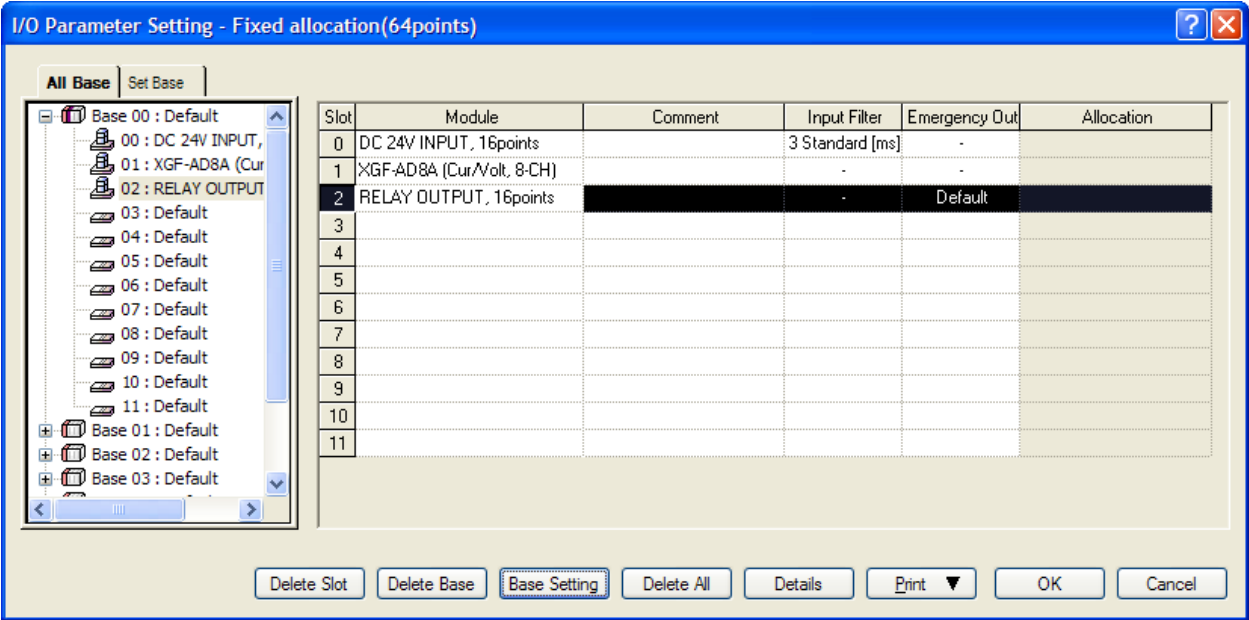 I/O Parameter Setting - Fixed allocation(64points)
All Base Set Base
Base 00 : Default
00 : DC 24V INPUT,
01 : XGF-AD8A (Cur
02 : RELAY OUTPUT
03 : Default
04 : Default
05 : Default
06 : Default
07 : Default
08 : Default
09 : Default
10 : Default
11 : Default
Base 01 : Default
Base 02 : Default
Base 03 : Default
Slot Module Comment Input Filter Emergency Out Allocation
0 DC 24V INPUT, 16points 3 Standard [ms] -
1 XGF-AD8A (Cur/Volt, 8-CH) - -
2 RELAY OUTPUT, 16points - Default
3
4
5
6
7
8
9
10
11
Delete Slot Delete Base Base Setting Delete All Details Print ▼ OK Cancel